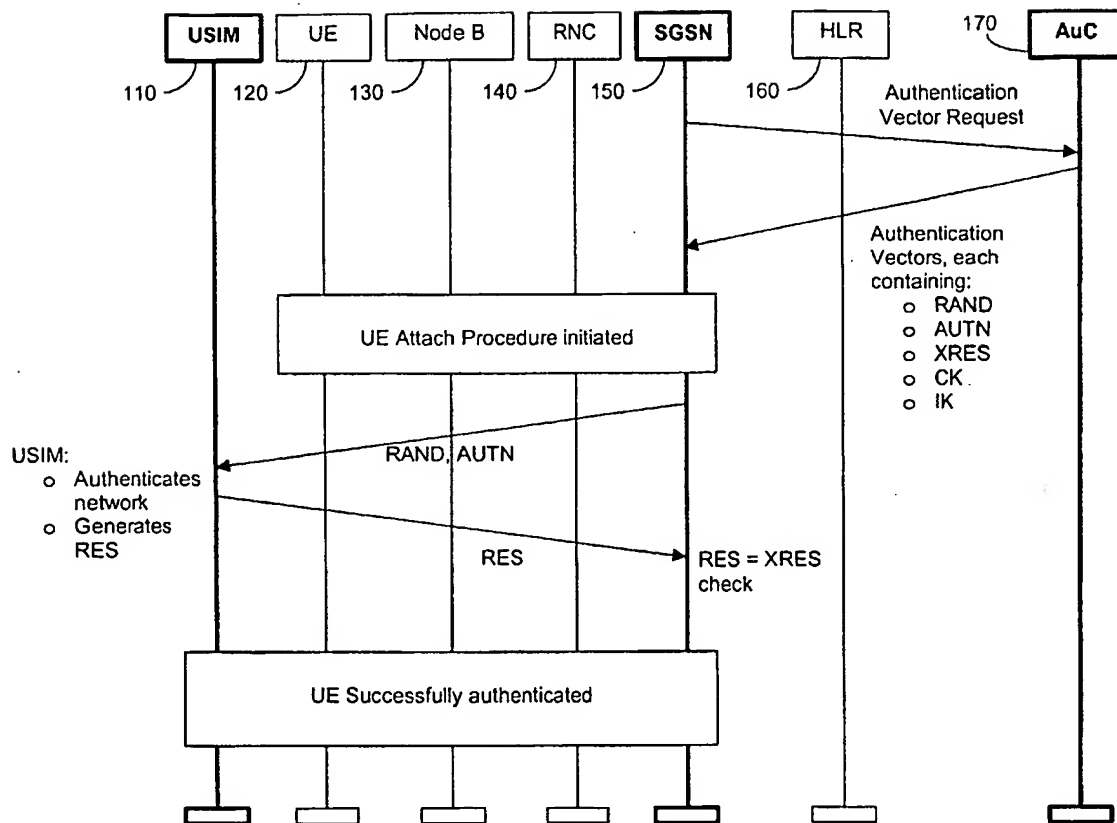 USIM
UE
Node B
RNC
SGSN
HLR
170
AuC
110
120
130
140
150
160
Authentication
Vector Request
Authentication
Vectors, each
containing:
o RAND
o AUTN
o XRES
o CK
o IK
UE Attach Procedure initiated
RAND, AUTN
USIM:
o Authenticates
network
o Generates
RES
RES
RES = XRES
check
UE Successfully authenticated